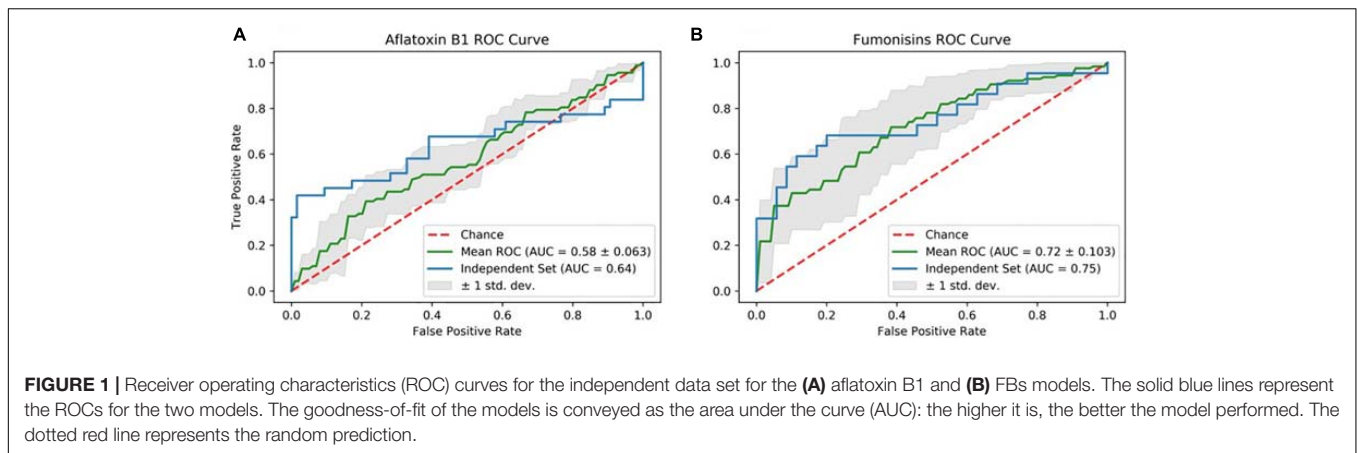 A
B
Aflatoxin B1 ROC Curve
Fumonisins ROC Curve
True Positive Rate
1.0
0.8
0.6
0.4
0.2
0.0
Chance
Mean ROC (AUC = 0.58 ± 0.063)
Independent Set (AUC = 0.64)
± 1 std. dev.
0.0 0.2 0.4 0.6 0.8 1.0
False Positive Rate
1.0
0.8
0.6
0.4
0.2
0.0
Chance
Mean ROC (AUC = 0.72 ± 0.103)
Independent Set (AUC = 0.75)
± 1 std. dev.
0.0 0.2 0.4 0.6 0.8 1.0
False Positive Rate
FIGURE 1 | Receiver operating characteristics (ROC) curves for the independent data set for the (A) aflatoxin B1 and (B) FBs models. The solid blue lines represent
the ROCs for the two models. The goodness-of-fit of the models is conveyed as the area under the curve (AUC): the higher it is, the better the model performed. The
dotted red line represents the random prediction.